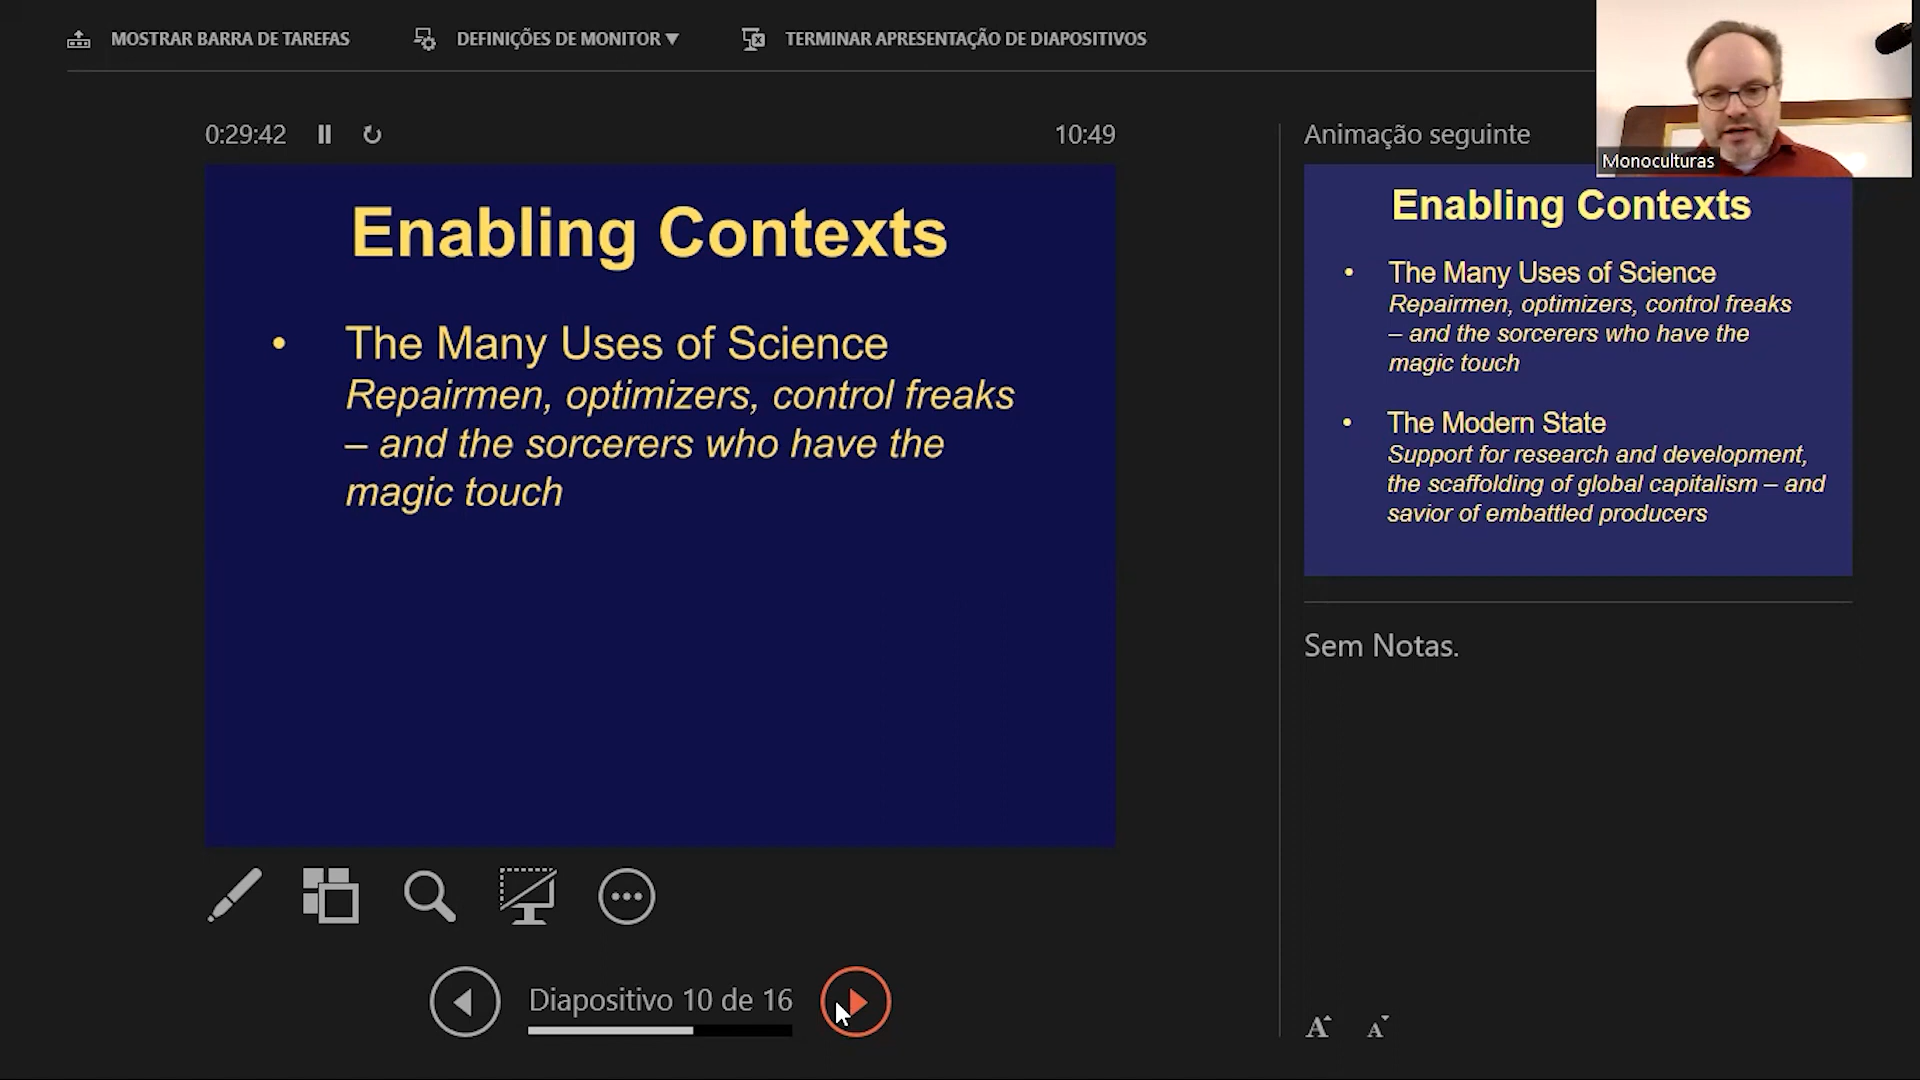 MOSTRAR BARRA DE TAREFAS
DEFINIÇÕES DE MONITOR
TERMINAR APRESENTAÇÃO DE DIAPOSITIVOS
Monoculturas
0:29:42
10:49
Enabling Contexts
• The Many Uses of Science
Repairmen, optimizers, control freaks
– and the sorcerers who have the
magic touch
Diapositivo 10 de 16
Animação seguinte
Enabling Contexts
• The Many Uses of Science
Repairmen, optimizers, control freaks
– and the sorcerers who have the
magic touch
• The Modern State
Support for research and development,
the scaffolding of global capitalism – and
savior of embattled producers
Sem Notas.
A A